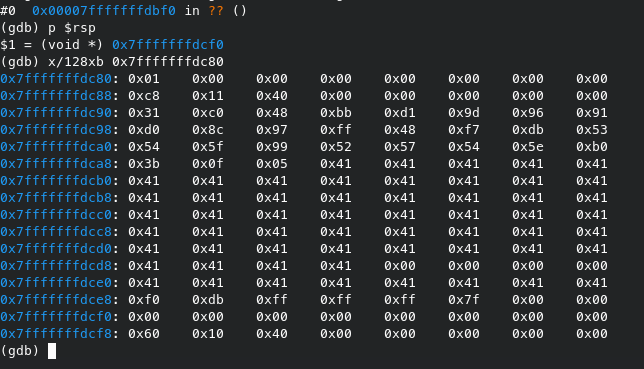 #0  0x00007fffffffdbf0 in ?? ()
(gdb) p $rsp
$1 = (void *) 0x7fffffffdcf0
(gdb) x/128xb 0x7fffffffdc80
0x7fffffffdc80: 0x01    0x00    0x00    0x00    0x00    0x00    0x00    0x00
0x7fffffffdc88: 0xc8    0x11    0x40    0x00    0x00    0x00    0x00    0x00
0x7fffffffdc90: 0x31    0xc0    0x48    0xbb    0xd1    0x9d    0x96    0x91
0x7fffffffdc98: 0xd0    0x8c    0x97    0xff    0x48    0xf7    0xdb    0x53
0x7fffffffdca0: 0x54    0x5f    0x99    0x52    0x57    0x54    0x5e    0xb0
0x7fffffffdca8: 0x3b    0x0f    0x05    0x41    0x41    0x41    0x41    0x41
0x7fffffffdcb0: 0x41    0x41    0x41    0x41    0x41    0x41    0x41    0x41
0x7fffffffdcb8: 0x41    0x41    0x41    0x41    0x41    0x41    0x41    0x41
0x7fffffffdcc0: 0x41    0x41    0x41    0x41    0x41    0x41    0x41    0x41
0x7fffffffdcc8: 0x41    0x41    0x41    0x41    0x41    0x41    0x41    0x41
0x7fffffffdcd0: 0x41    0x41    0x41    0x41    0x41    0x41    0x41    0x41
0x7fffffffdcd8: 0x41    0x41    0x41    0x41    0x41    0x00    0x00    0x00
0x7fffffffdce0: 0x41    0x41    0x41    0x41    0x41    0x41    0x41    0x41
0x7fffffffdce8: 0xf0    0xdb    0xff    0xff    0xff    0x7f    0x00    0x00
0x7fffffffdcf0: 0x00    0x00    0x00    0x00    0x00    0x00    0x00    0x00
0x7fffffffdcf8: 0x60    0x10    0x40    0x00    0x00    0x00    0x00    0x00
(gdb)